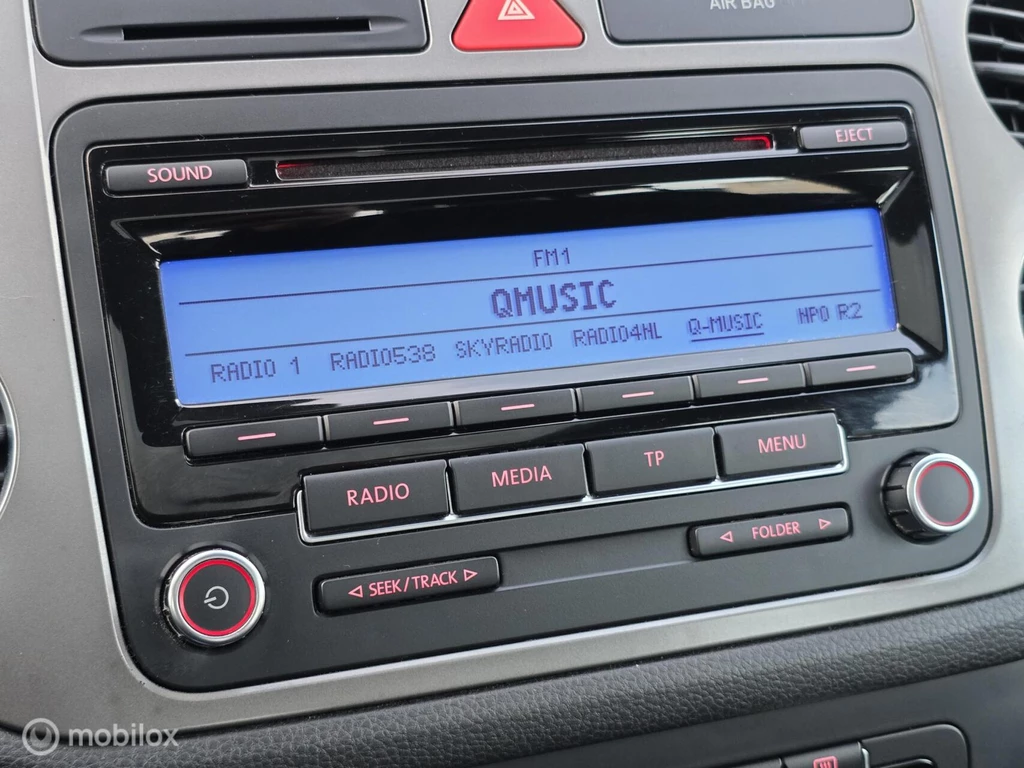 AIR BAG
SOUND
EJECT
FM1
QMUSIC
RADIO 1 RADIO538 SKYRADIO RADIO4NL Q-MUSIC NPO R2
RADIO MEDIA TP MENU
SEEK/TRACK
FOLDER
mobilox